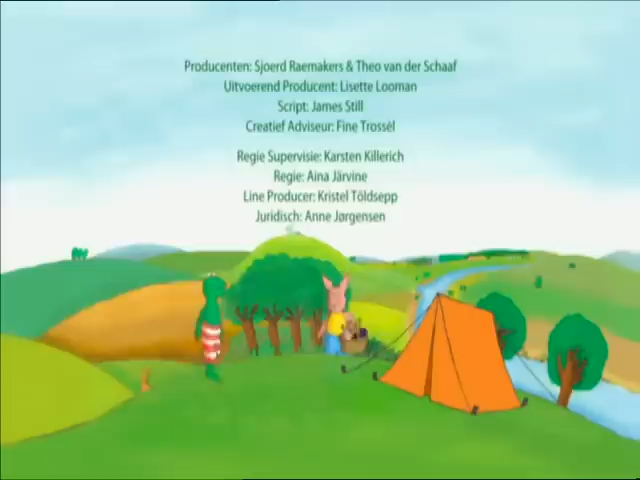 Producenten: Sjoerd Raemakers & Theo van der Schaaf
Uitvoerend Producent: Lisette Looman
Script: James Still
Creatief Adviseur: Fine Trossèl
Regie Supervisie: Karsten Killerich
Regie: Aina Järvine
Line Producer: Kristel Töldsepp
Juridisch: Anne Jørgensen